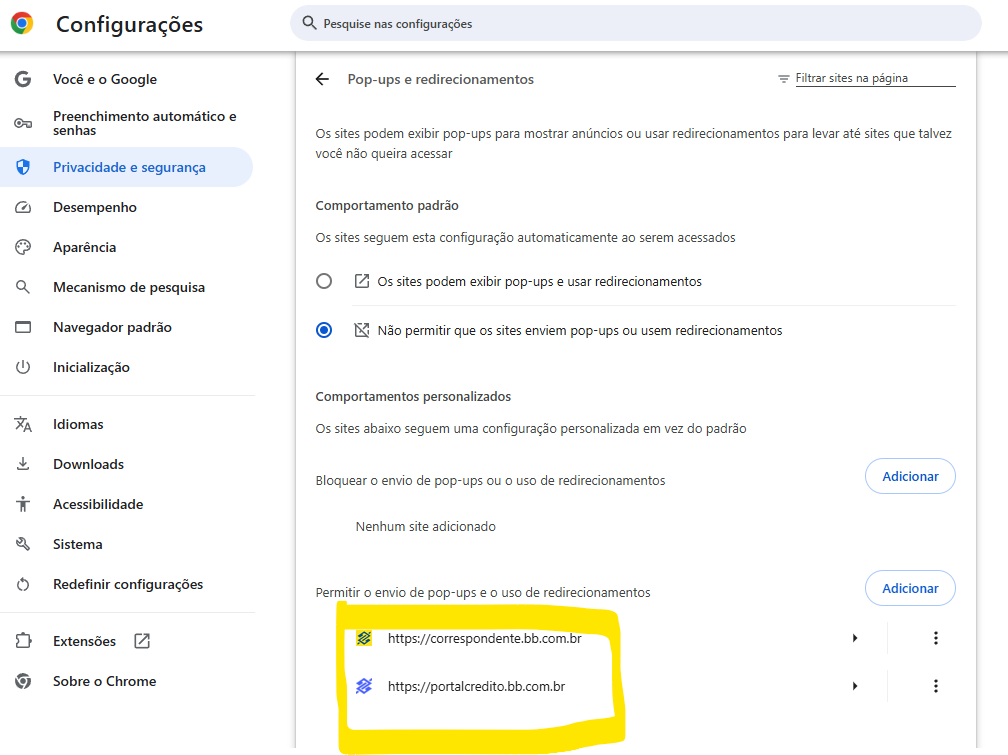 Configurações
Pesquise nas configurações
Você e o Google
Preenchimento automático e
senhas
Privacidade e segurança
Desempenho
Aparência
Mecanismo de pesquisa
Navegador padrão
Inicialização
Idiomas
Downloads
Acessibilidade
Sistema
Redefinir configurações
Extensões
Sobre o Chrome
Pop-ups e redirecionamentos
Filtrar sites na página
Os sites podem exibir pop-ups para mostrar anúncios ou usar redirecionamentos para levar até sites que talvez
você não queira acessar
Comportamento padrão
Os sites seguem esta configuração automaticamente ao serem acessados
Os sites podem exibir pop-ups e usar redirecionamentos
Não permitir que os sites enviem pop-ups ou usem redirecionamentos
Comportamentos personalizados
Os sites abaixo seguem uma configuração personalizada em vez do padrão
Bloquear o envio de pop-ups ou o uso de redirecionamentos
Adicionar
Nenhum site adicionado
Permitir o envio de pop-ups e o uso de redirecionamentos
Adicionar
https://correspondente.bb.com.br
https://portalcredito.bb.com.br